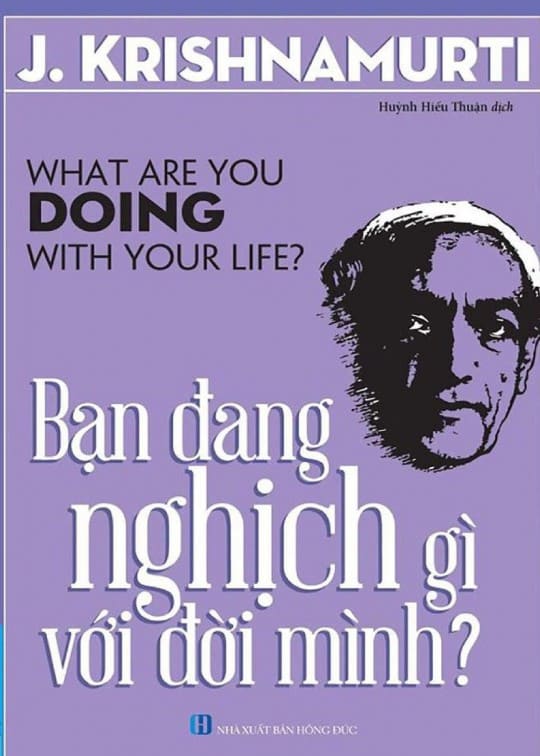 J. KRISHNAMURTI
Huỳnh Hiếu Thuận dịch
WHAT ARE YOU
DOING
WITH YOUR LIFE?
Bạn đang
nghịch gì
với đời mình?
H NHÀ XUẤT BẢN HỒNG ĐỨC